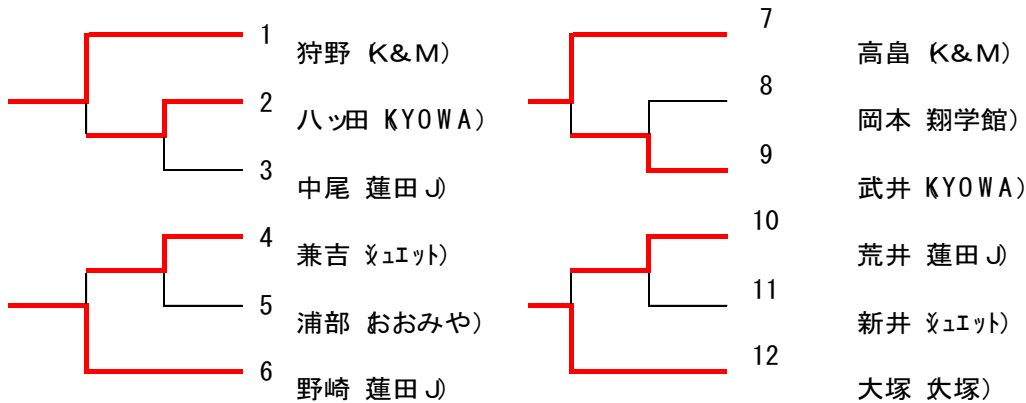 1 狩野 (K&M)
2 八ッ田 (KYOWA)
3 中尾 (蓮田J)
4 兼吉 (ジュエット)
5 浦部 (おおみや)
6 野崎 (蓮田J)
7 高畠 (K&M)
8 岡本 (翔学館)
9 武井 (KYOWA)
10 荒井 (蓮田J)
11 新井 (ジュエット)
12 大塚 (大塚)